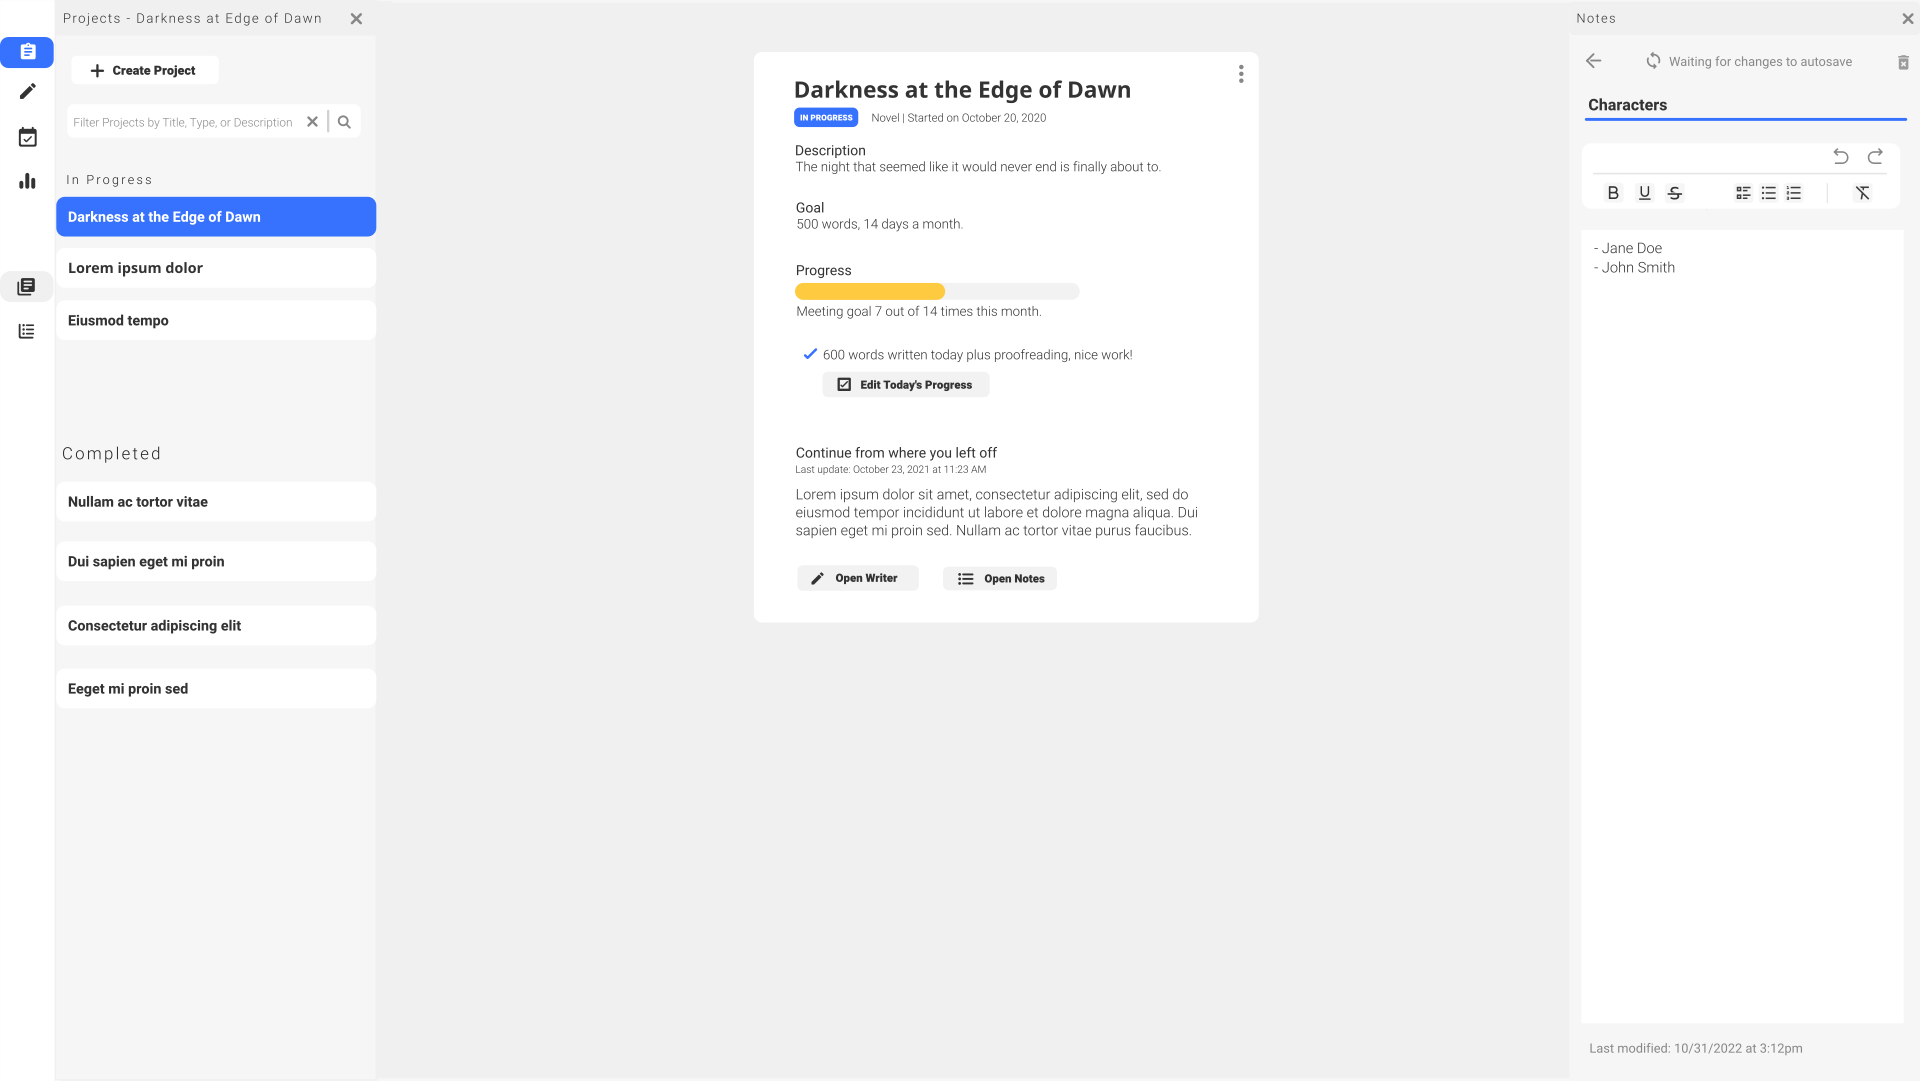 Projects - Darkness at Edge of Dawn
Create Project
Filter Projects by Title, Type, or Description
In Progress
Darkness at the Edge of Dawn
Lorem ipsum dolor
Eiusmod tempo
Completed
Nullam ac tortor vitae
Dui sapien eget mi proin
Consectetur adipiscing elit
Eeget mi proin sed
Darkness at the Edge of Dawn
IN PROGRESS Novel | Started on October 20, 2020
Description
The night that seemed like it would never end is finally about to.
Goal
500 words, 14 days a month.
Progress
Meeting goal 7 out of 14 times this month.
600 words written today plus proofreading, nice work!
Edit Today's Progress
Continue from where you left off
Last update: October 23, 2021 at 11:23 AM
Lorem ipsum dolor sit amet, consectetur adipiscing elit, sed do
eiusmod tempor incididunt ut labore et dolore magna aliqua. Dui
sapien eget mi proin sed. Nullam ac tortor vitae purus faucibus.
Open Writer Open Notes
Notes
Waiting for changes to autosave
Characters
B U S
- Jane Doe
- John Smith
Last modified: 10/31/2022 at 3:12pm